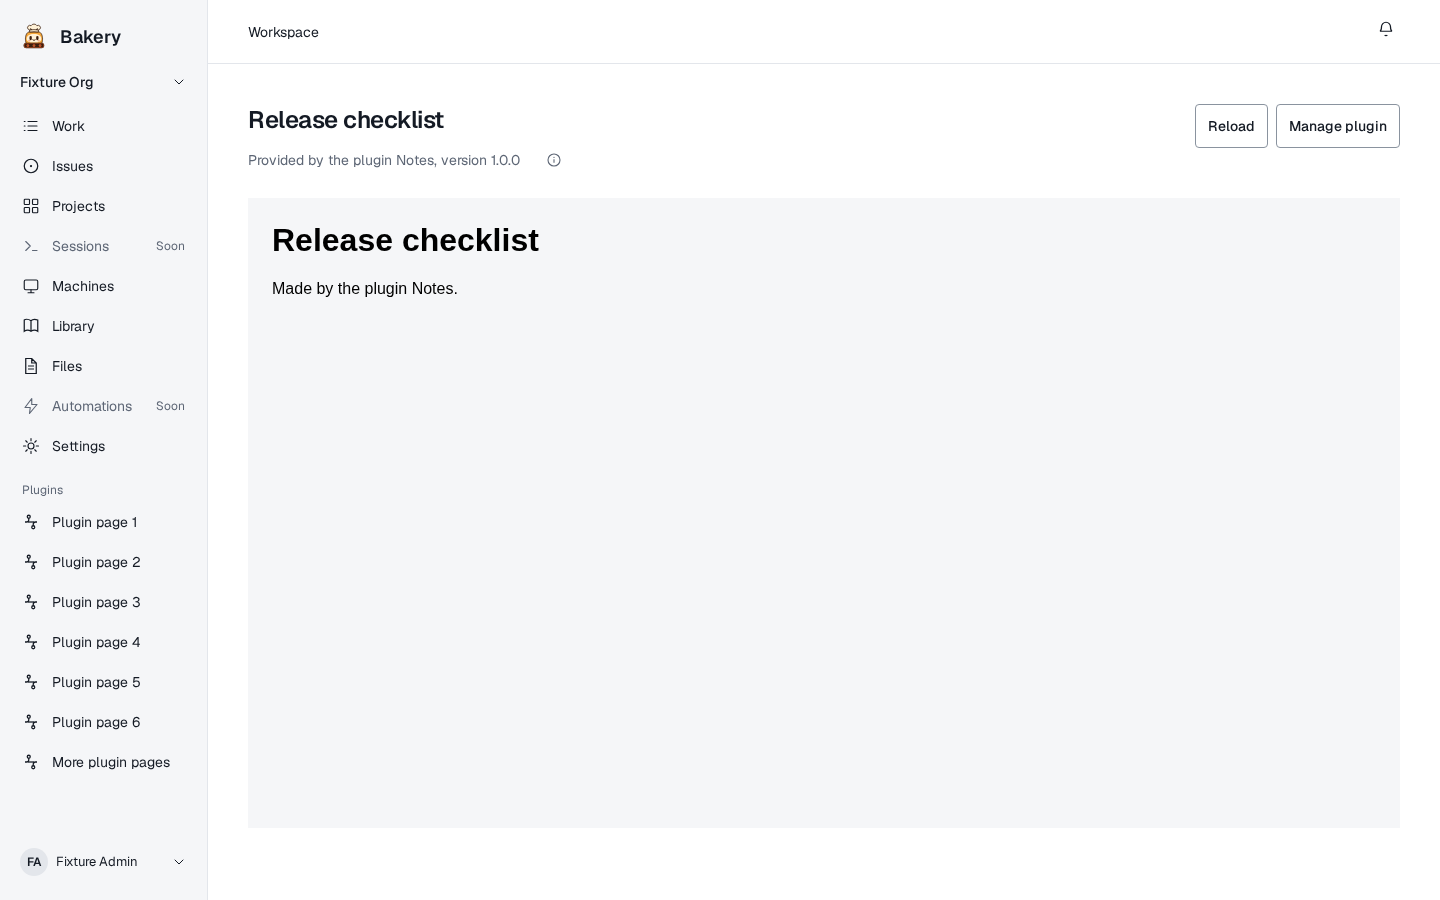 Bakery
Fixture Org
Work
Issues
Projects
Sessions Soon
Machines
Library
Files
Automations Soon
Settings
Plugins
Plugin page 1
Plugin page 2
Plugin page 3
Plugin page 4
Plugin page 5
Plugin page 6
More plugin pages
FA Fixture Admin
Workspace
Release checklist
Reload Manage plugin
Provided by the plugin Notes, version 1.0.0
Release checklist
Made by the plugin Notes.